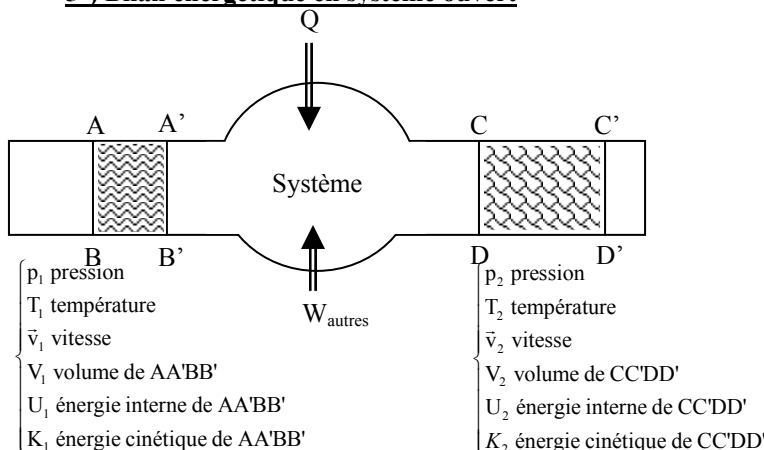 3°) Bilan énergétique en système ouvert
Q
A A' C C'
Système
B B' D D'
W autres
p₁ pression
T₁ température
v⃗₁ vitesse
V₁ volume de AA'BB'
U₁ énergie interne de AA'BB'
K₁ énergie cinétique de AA'BB'
p₂ pression
T₂ température
v⃗₂ vitesse
V₂ volume de CC'DD'
U₂ énergie interne de CC'DD'
K₂ énergie cinétique de CC'DD'